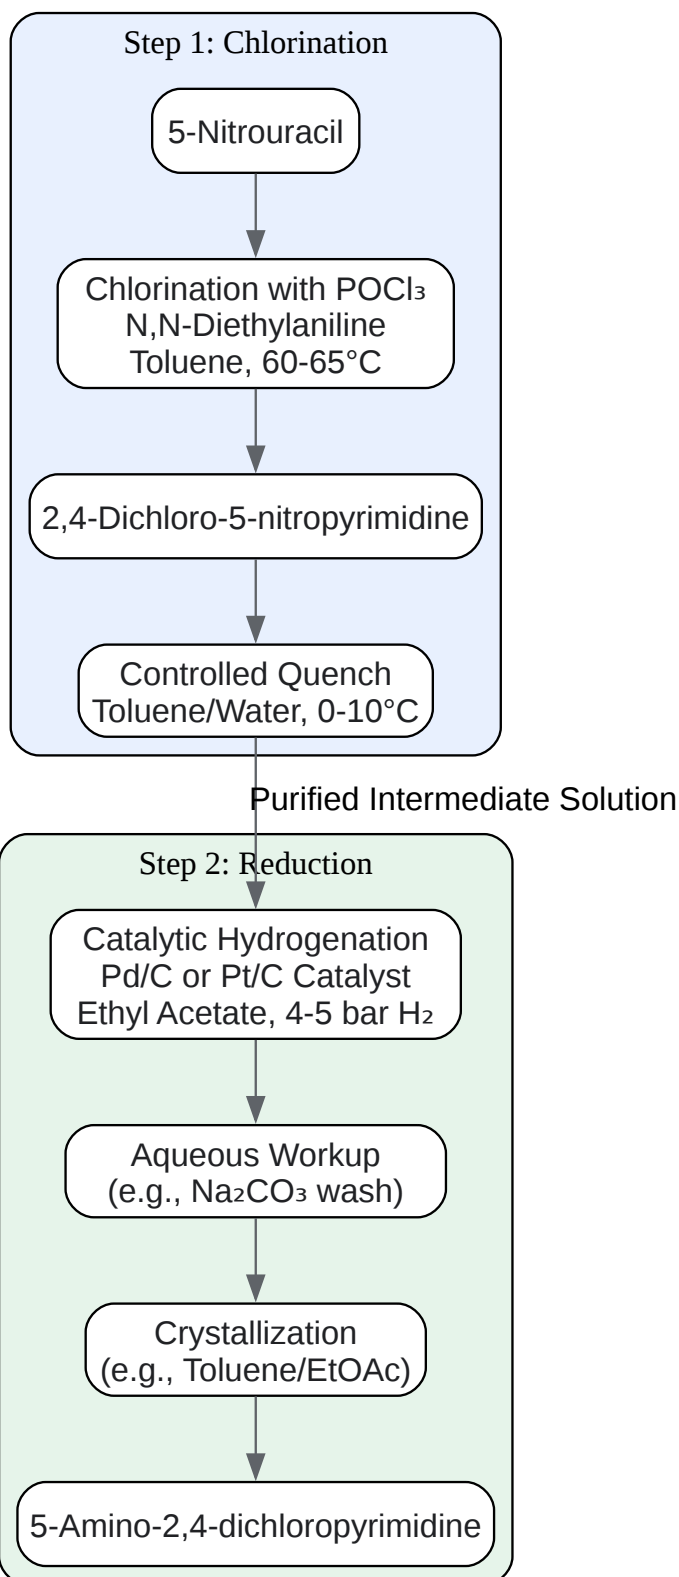 Step 1: Chlorination
5-Nitrouracil
Chlorination with POCl₃
N,N-Diethylaniline
Toluene, 60-65°C
2,4-Dichloro-5-nitropyrimidine
Controlled Quench
Toluene/Water, 0-10°C
Purified Intermediate Solution
Step 2: Reduction
Catalytic Hydrogenation
Pd/C or Pt/C Catalyst
Ethyl Acetate, 4-5 bar H₂
Aqueous Workup
(e.g., Na₂CO₃ wash)
Crystallization
(e.g., Toluene/EtOAc)
5-Amino-2,4-dichloropyrimidine